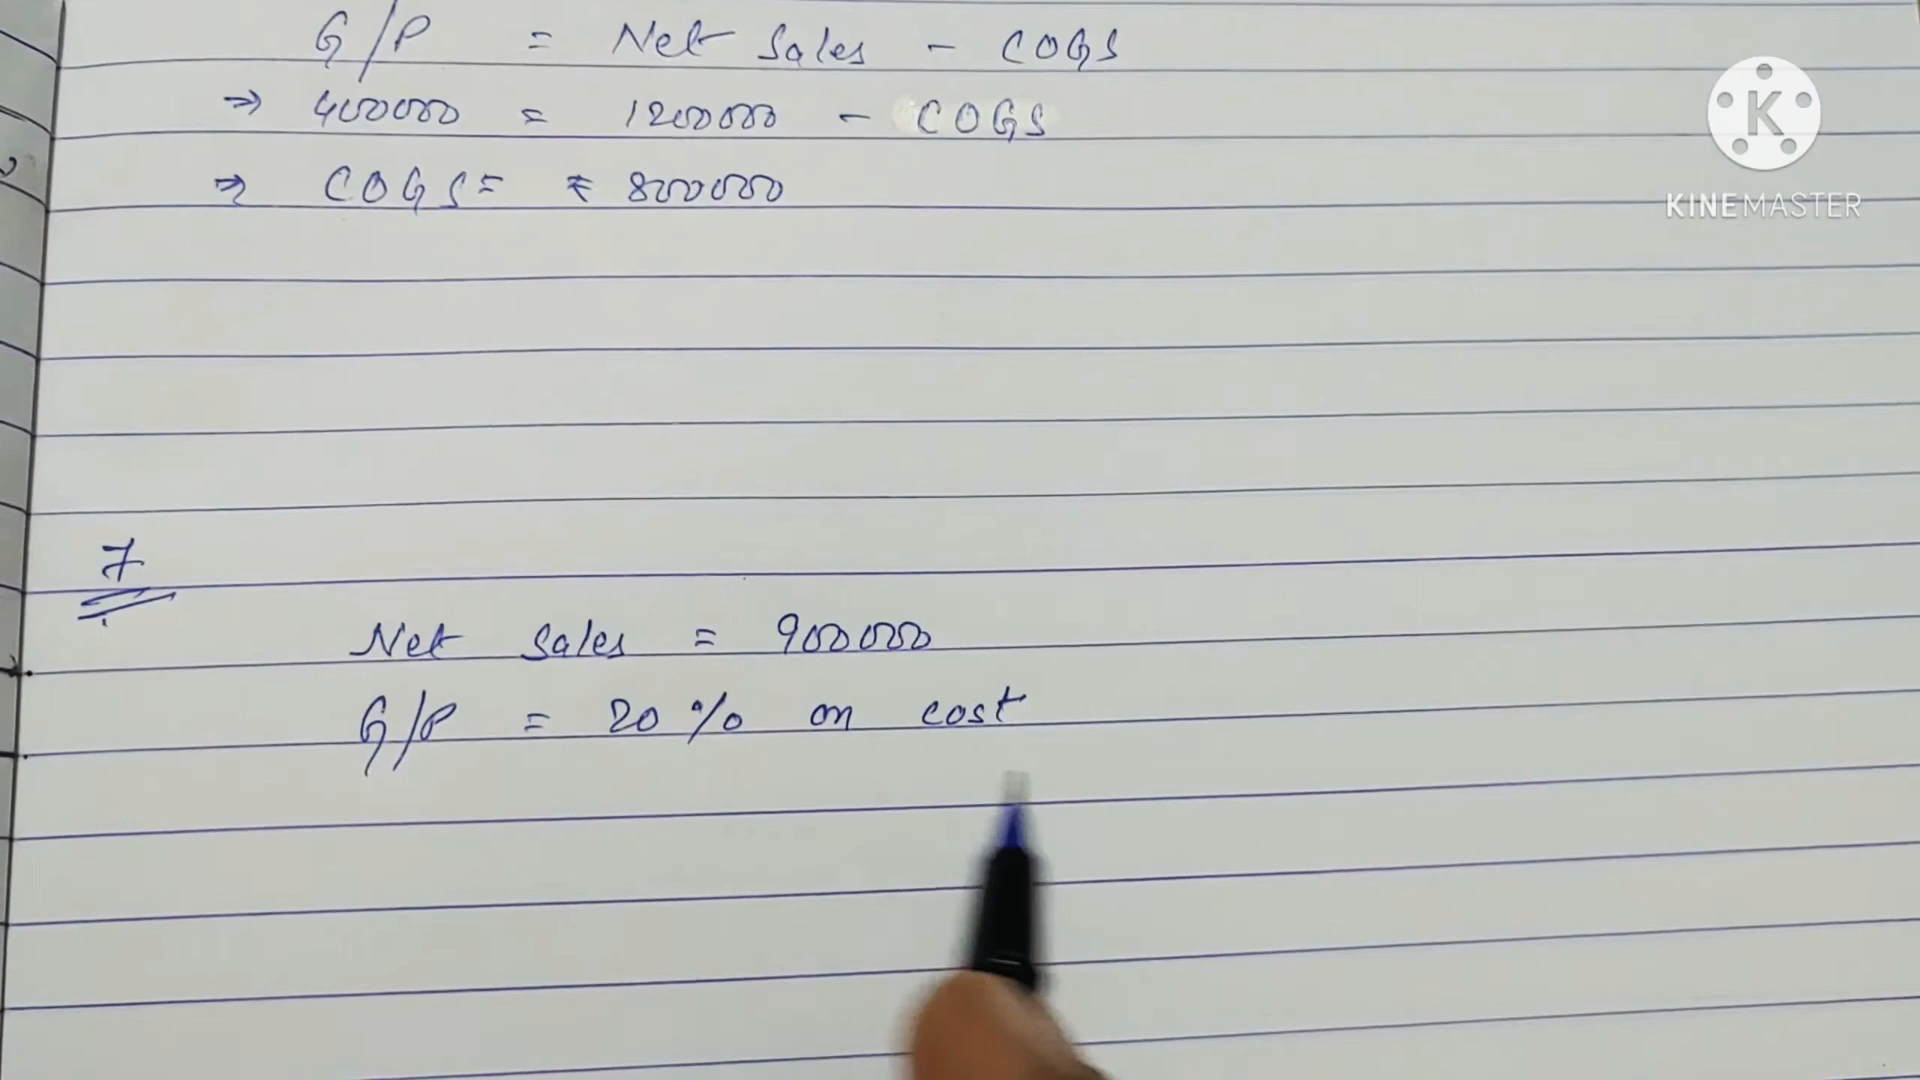 G/P = Net Sales - COGS
⇒ 400000 = 1200000 - COGS
⇒ COGS = ₹ 800000
K
KINEMASTER
7
Net Sales = 900000
G/P = 20% on cost